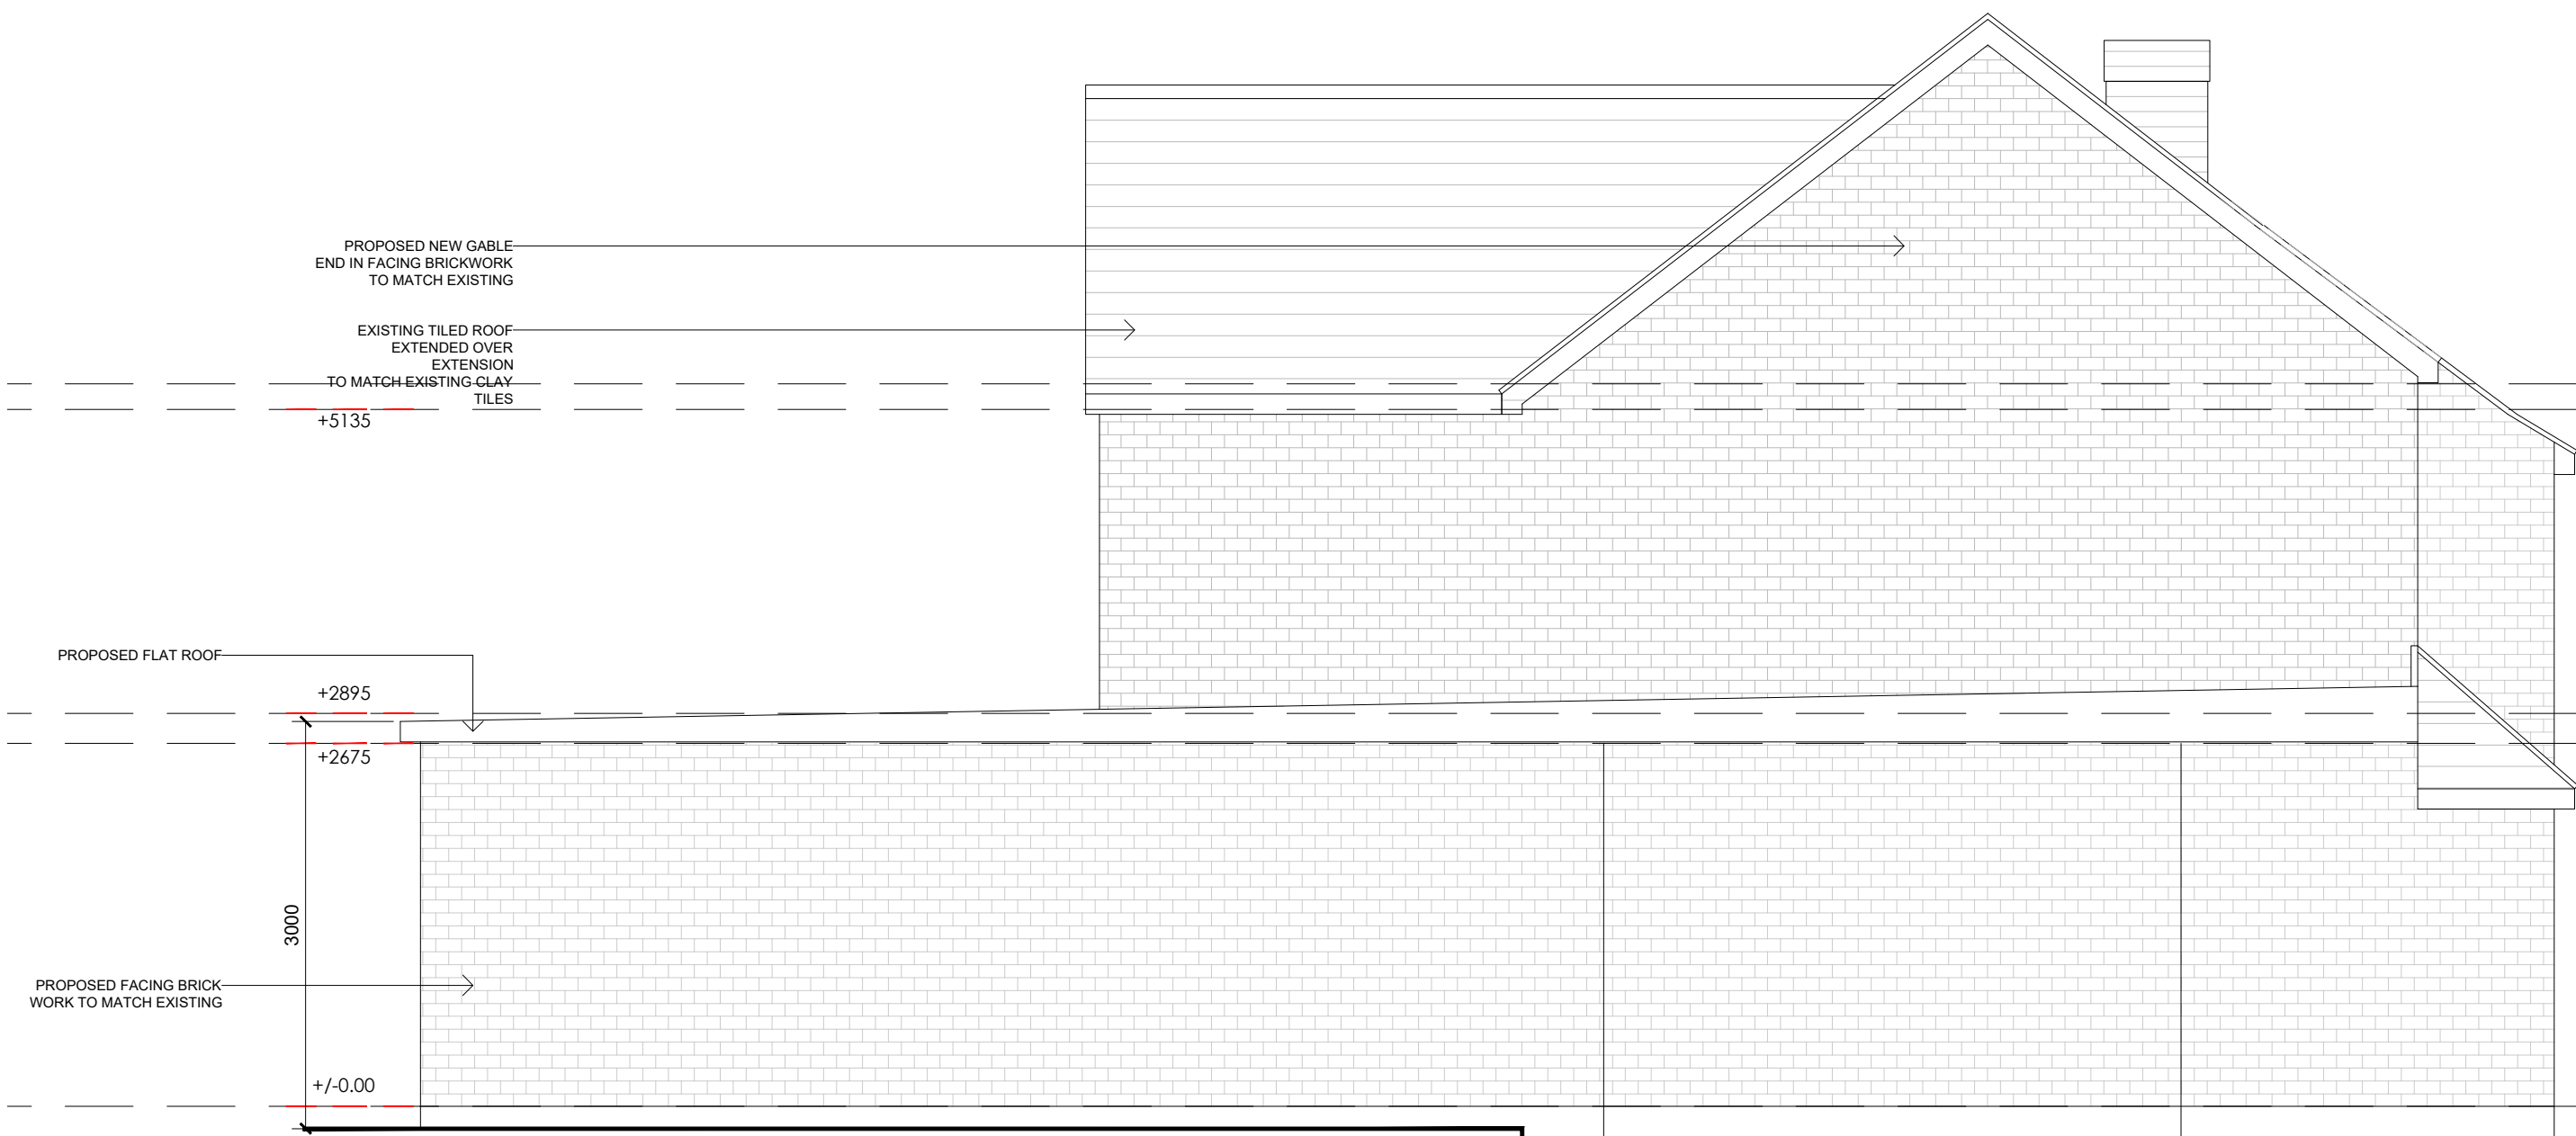 PROPOSED NEW GABLE
END IN FACING BRICKWORK
TO MATCH EXISTING
EXISTING TILED ROOF
EXTENDED OVER
EXTENSION
TO MATCH EXISTING CLAY
TILES
+5135
PROPOSED FLAT ROOF
+2895
+2675
3000
PROPOSED FACING BRICK
WORK TO MATCH EXISTING
+/-0.00